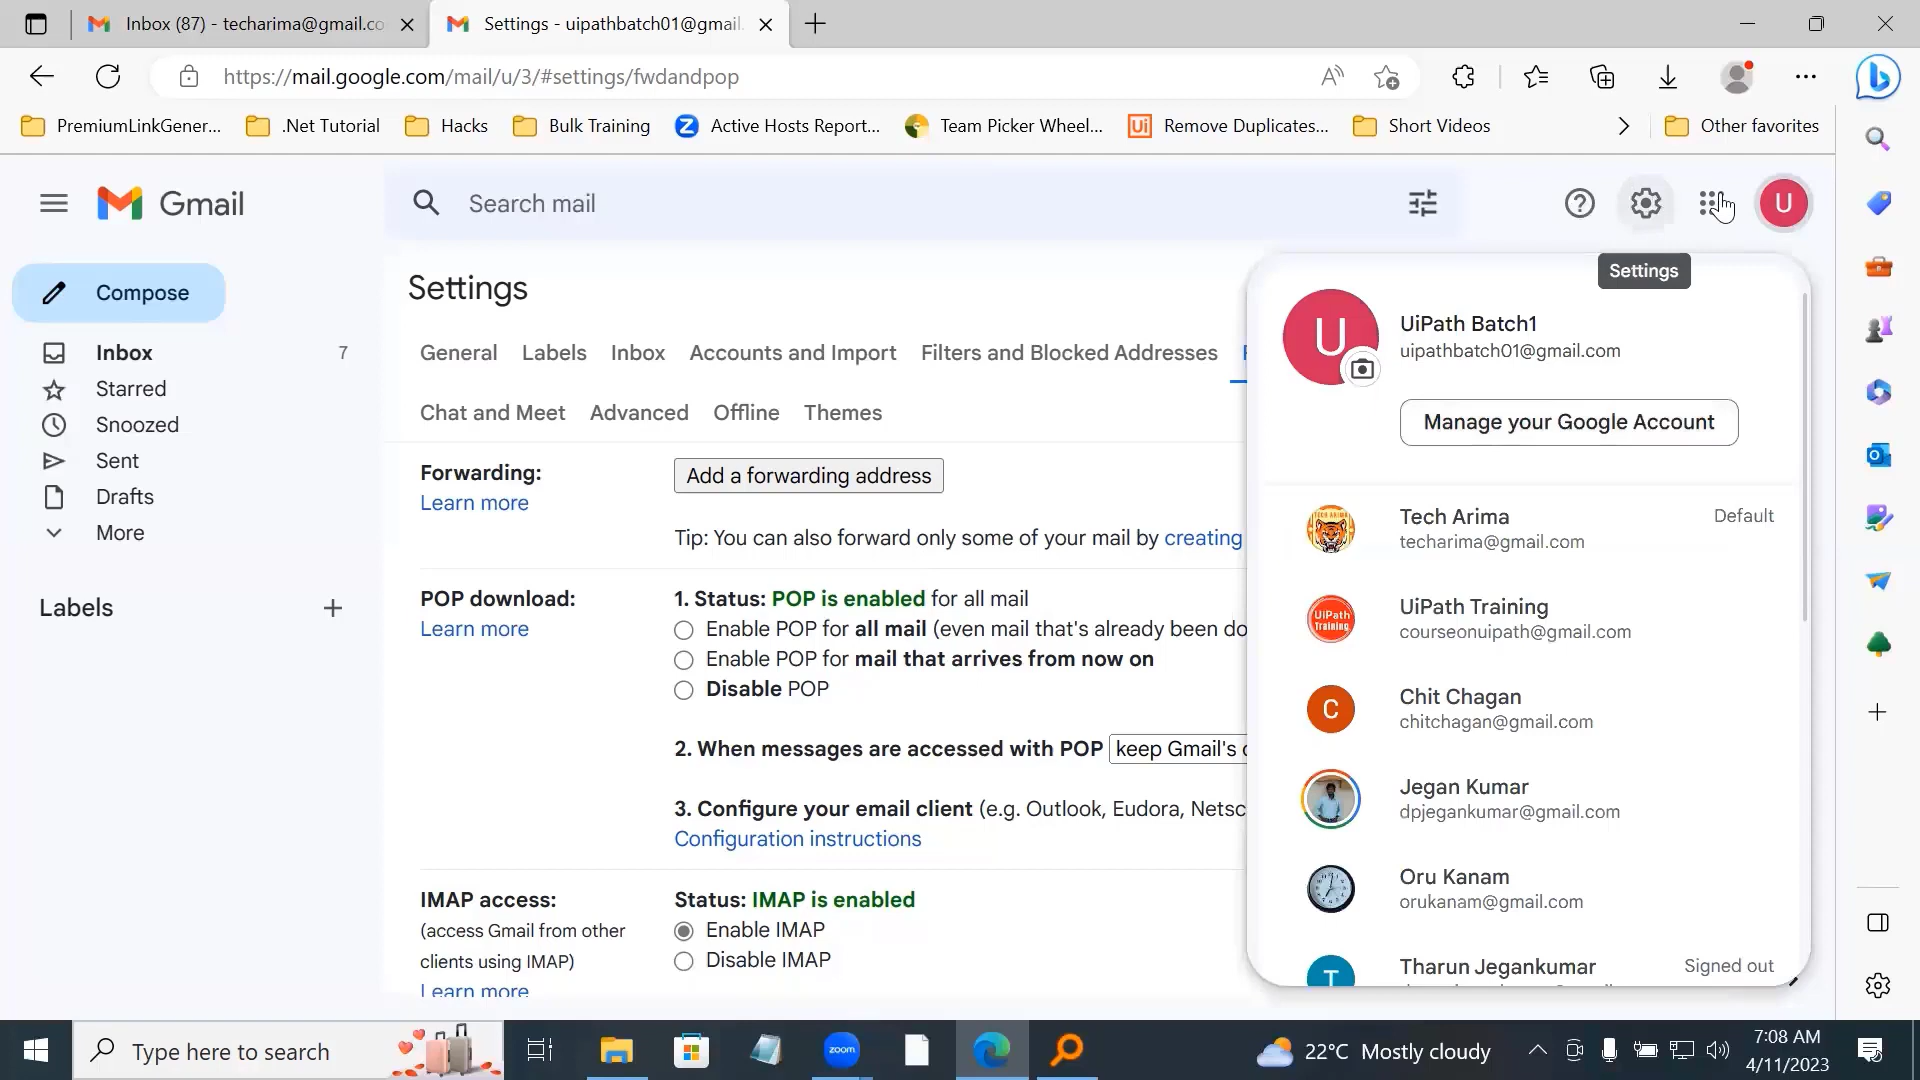 Inbox (87) - techarima@gmail.co
Settings - uipathbatch01@gmail.
https://mail.google.com/mail/u/3/#settings/fwdandpop
PremiumLinkGener...
.Net Tutorial
Hacks
Bulk Training
Active Hosts Report...
Team Picker Wheel...
Remove Duplicates...
Short Videos
Other favorites
Gmail
Search mail
U
Settings
Compose
Inbox 7
Starred
Snoozed
Sent
Drafts
More
Labels
Settings
General Labels Inbox Accounts and Import Filters and Blocked Addresses
Chat and Meet Advanced Offline Themes
Forwarding:
Learn more
Add a forwarding address
Tip: You can also forward only some of your mail by creating
POP download:
Learn more
1. Status: POP is enabled for all mail
Enable POP for all mail (even mail that's already been do
Enable POP for mail that arrives from now on
Disable POP
2. When messages are accessed with POP keep Gmail's
3. Configure your email client (e.g. Outlook, Eudora, Netsc
Configuration instructions
IMAP access:
(access Gmail from other
clients using IMAP)
Learn more
Status: IMAP is enabled
Enable IMAP
Disable IMAP
U
UiPath Batch1
uipathbatch01@gmail.com
Manage your Google Account
Tech Arima Default
techarima@gmail.com
UiPath Training
UiPath Training
courseonuipath@gmail.com
C
Chit Chagan
chitchagan@gmail.com
Jegan Kumar
dpjegankumar@gmail.com
Oru Kanam
orukanam@gmail.com
T
Tharun Jegankumar Signed out
Type here to search
zoom
22°C Mostly cloudy
7:08 AM
4/11/2023